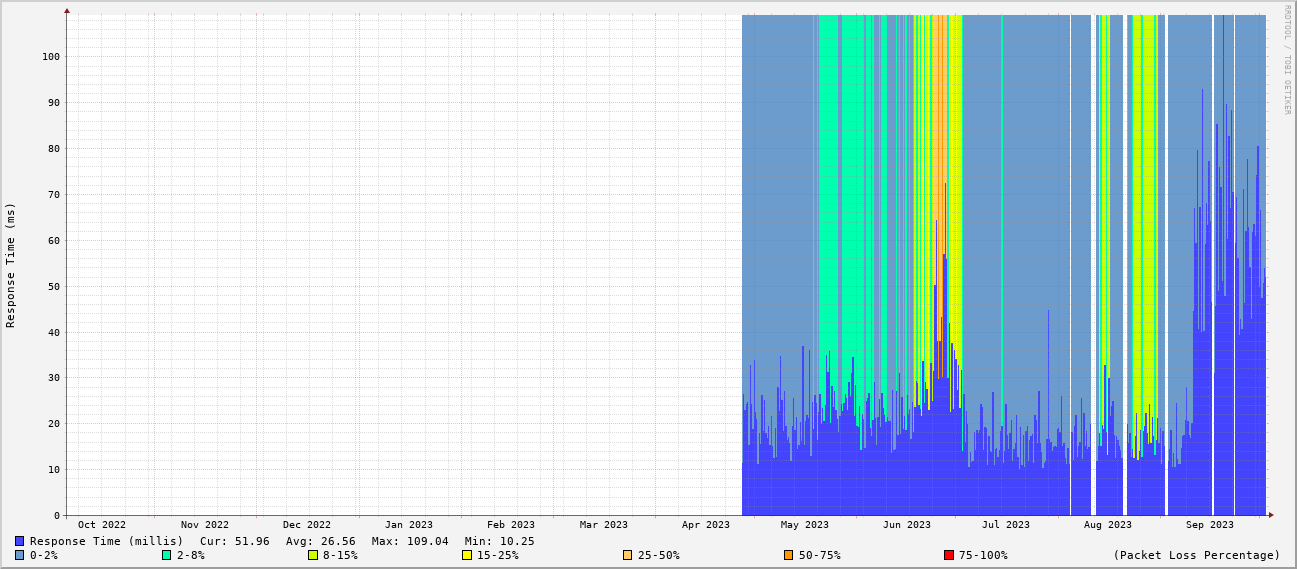 RRDTOOL / TOBI OETIKER
Response Time (ms)
100
90
80
70
60
50
40
30
20
10
0
Oct 2022 Nov 2022 Dec 2022 Jan 2023 Feb 2023 Mar 2023 Apr 2023 May 2023 Jun 2023 Jul 2023 Aug 2023 Sep 2023
Response Time (millis) Cur: 51.96 Avg: 26.56 Max: 109.04 Min: 10.25
0-2% 2-8% 8-15% 15-25% 25-50% 50-75% 75-100% (Packet Loss Percentage)